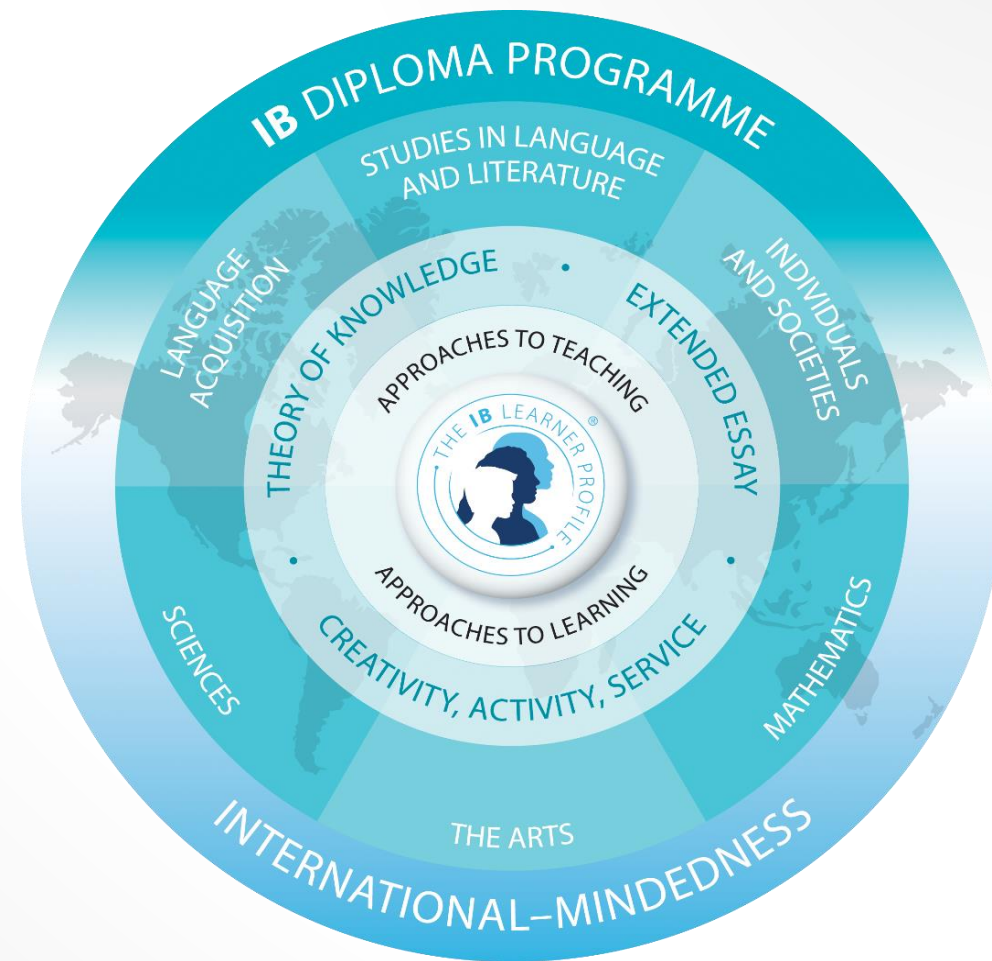 IB DIPLOMA PROGRAMME
STUDIES IN LANGUAGE
AND LITERATURE
LANGUAGE
ACQUISITION
INDIVIDUALS
AND SOCIETIES
THEORY OF KNOWLEDGE
•
EXTENDED ESSAY
APPROACHES TO TEACHING
THE IB LEARNER PROFILE®
APPROACHES TO LEARNING
•
CREATIVITY, ACTIVITY, SERVICE
•
SCIENCES
MATHEMATICS
THE ARTS
INTERNATIONAL–MINDEDNESS